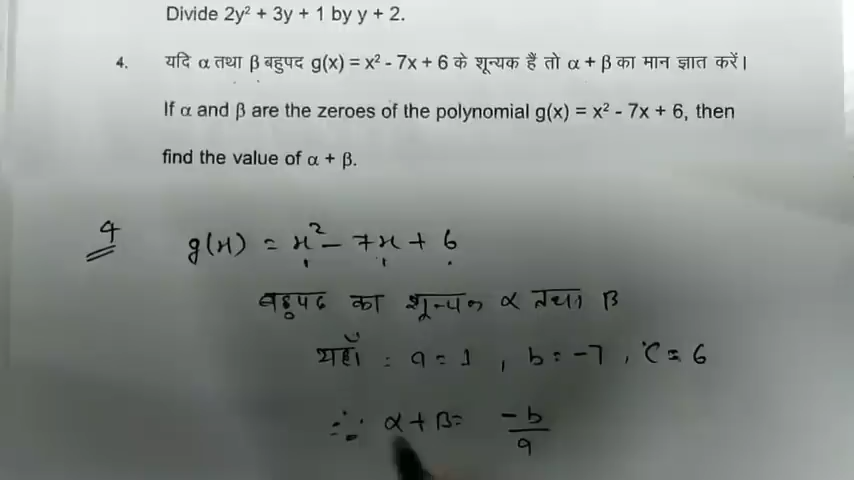 Divide 2y² + 3y + 1 by y + 2.
4. यदि α तथा β बहुपद g(x) = x² - 7x + 6 के शून्यक हैं तो α + β का मान ज्ञात करें।
If α and β are the zeroes of the polynomial g(x) = x² - 7x + 6, then
find the value of α + β.
4 g(x) = x² - 7x + 6
बहुपद का शून्यक α तथा β
यहाँ : a = 1 , b = -7 , c = 6
∴ α + β = -b/a